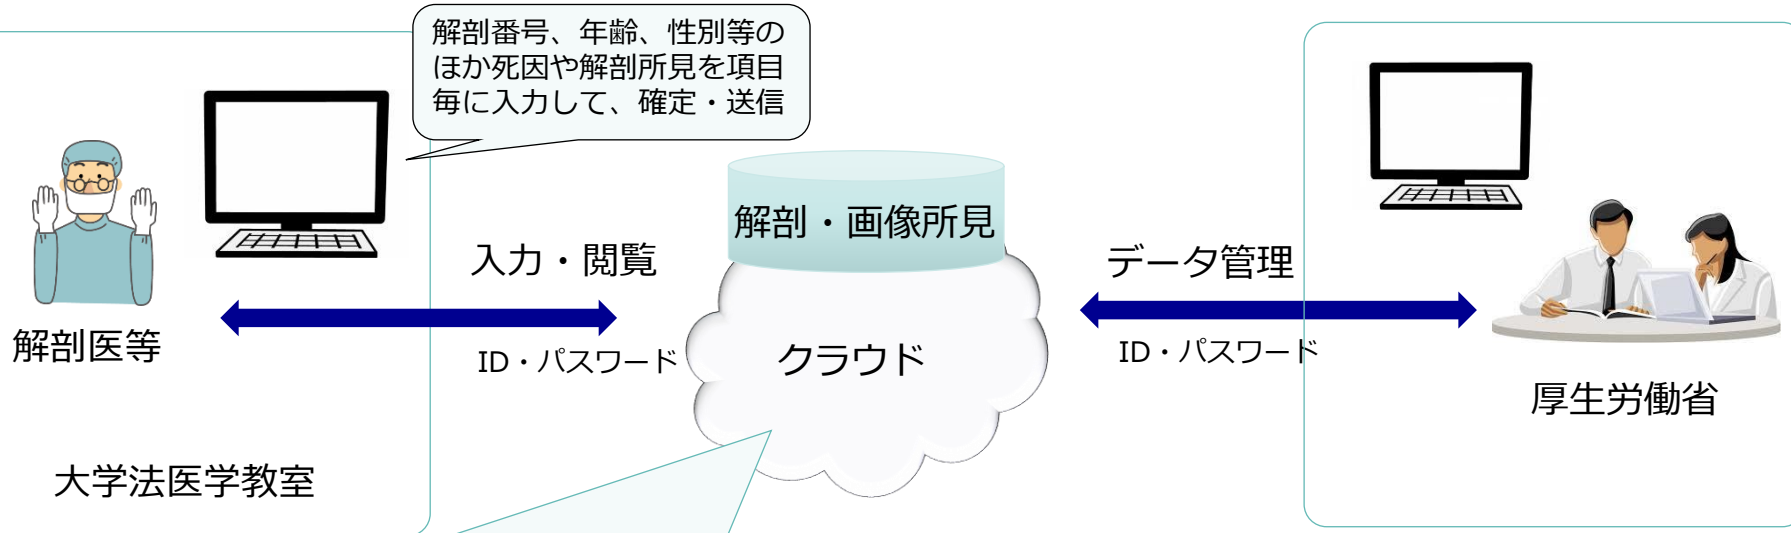 解剖番号、年齢、性別等の
ほか死因や解剖所見を項目
毎に入力して、確定・送信
解剖・画像所見
入力・閲覧
データ管理
解剖医等
ID・パスワード
クラウド
ID・パスワード
厚生労働省
大学法医学教室